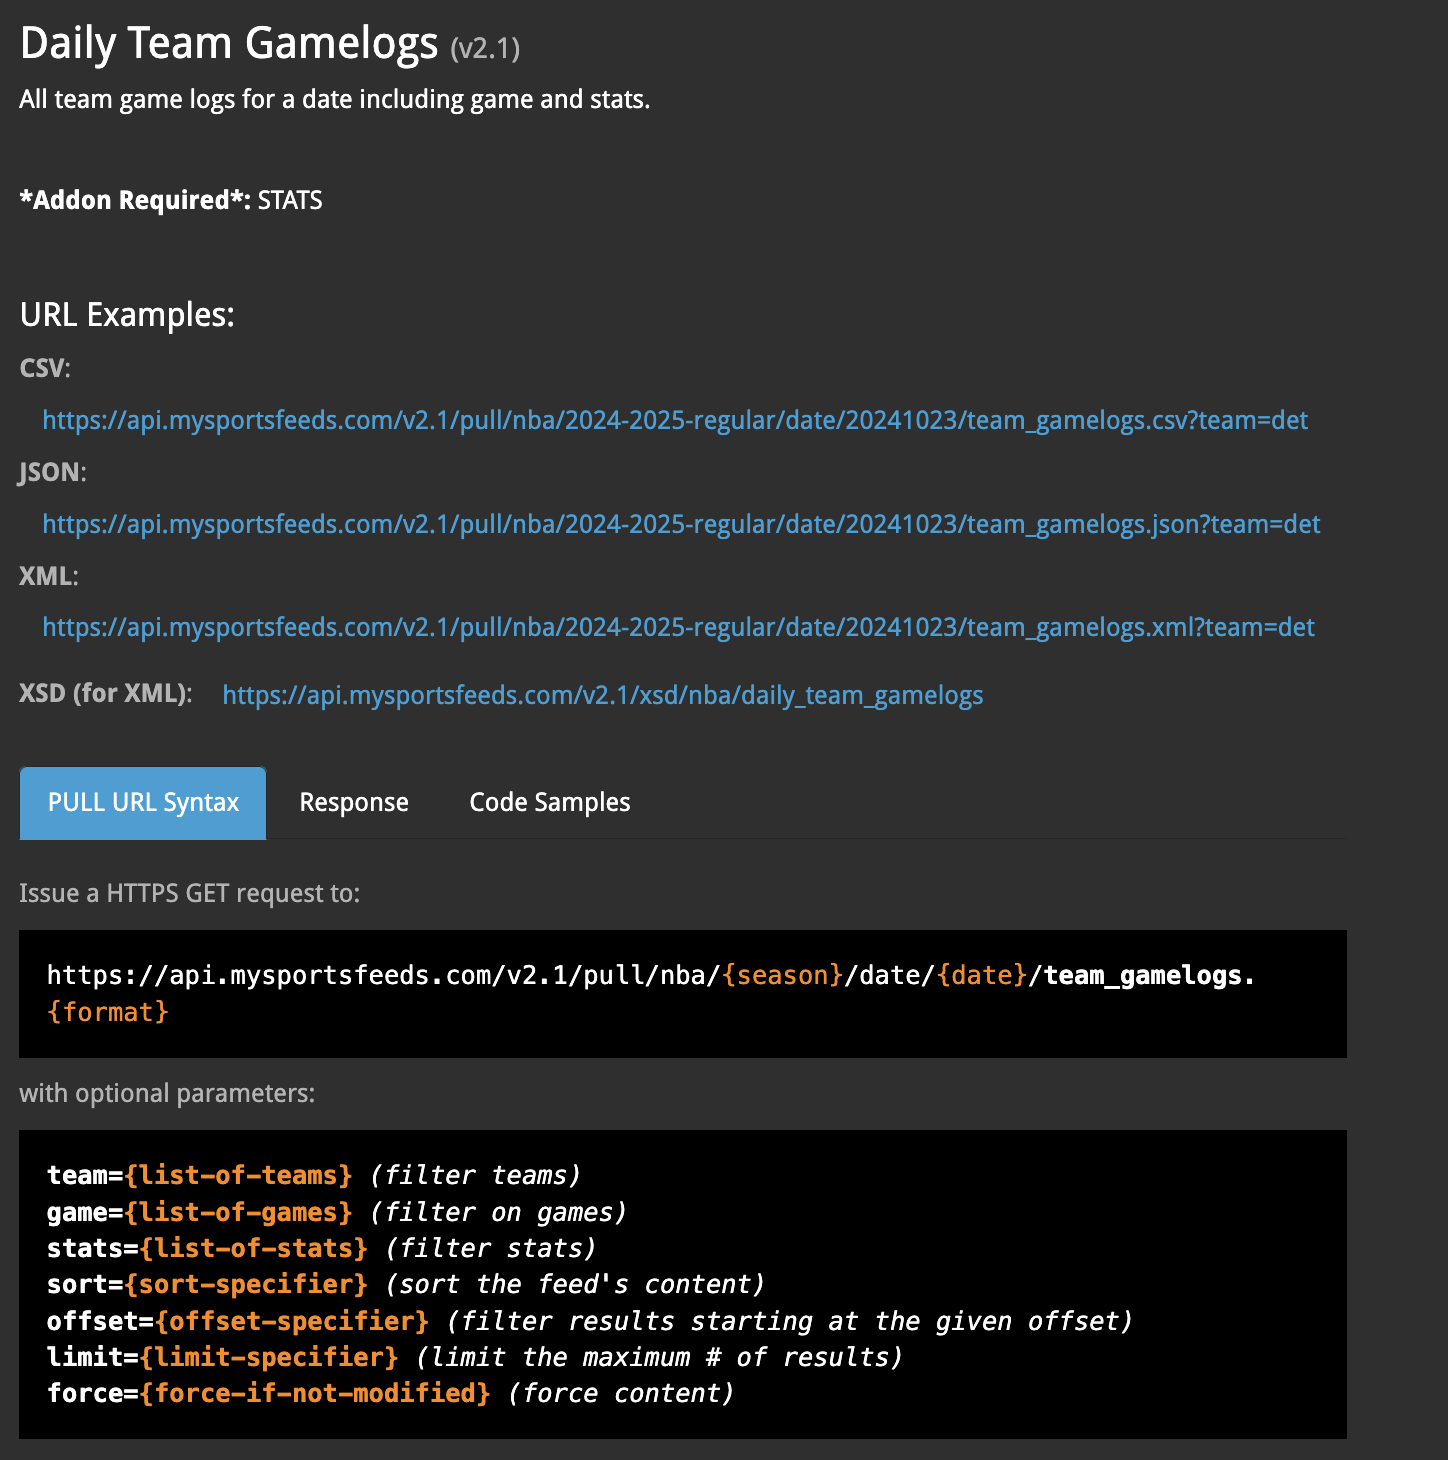 Daily Team Gamelogs (v2.1)
All team game logs for a date including game and stats.
*Addon Required*: STATS
URL Examples:
CSV:
https://api.mysportsfeeds.com/v2.1/pull/nba/2024-2025-regular/date/20241023/team_gamelogs.csv?team=det
JSON:
https://api.mysportsfeeds.com/v2.1/pull/nba/2024-2025-regular/date/20241023/team_gamelogs.json?team=det
XML:
https://api.mysportsfeeds.com/v2.1/pull/nba/2024-2025-regular/date/20241023/team_gamelogs.xml?team=det
XSD (for XML): https://api.mysportsfeeds.com/v2.1/xsd/nba/daily_team_gamelogs
PULL URL Syntax Response Code Samples
Issue a HTTPS GET request to:
https://api.mysportsfeeds.com/v2.1/pull/nba/{season}/date/{date}/team_gamelogs.
{format}
with optional parameters:
team={list-of-teams} (filter teams)
game={list-of-games} (filter on games)
stats={list-of-stats} (filter stats)
sort={sort-specifier} (sort the feed's content)
offset={offset-specifier} (filter results starting at the given offset)
limit={limit-specifier} (limit the maximum # of results)
force={force-if-not-modified} (force content)